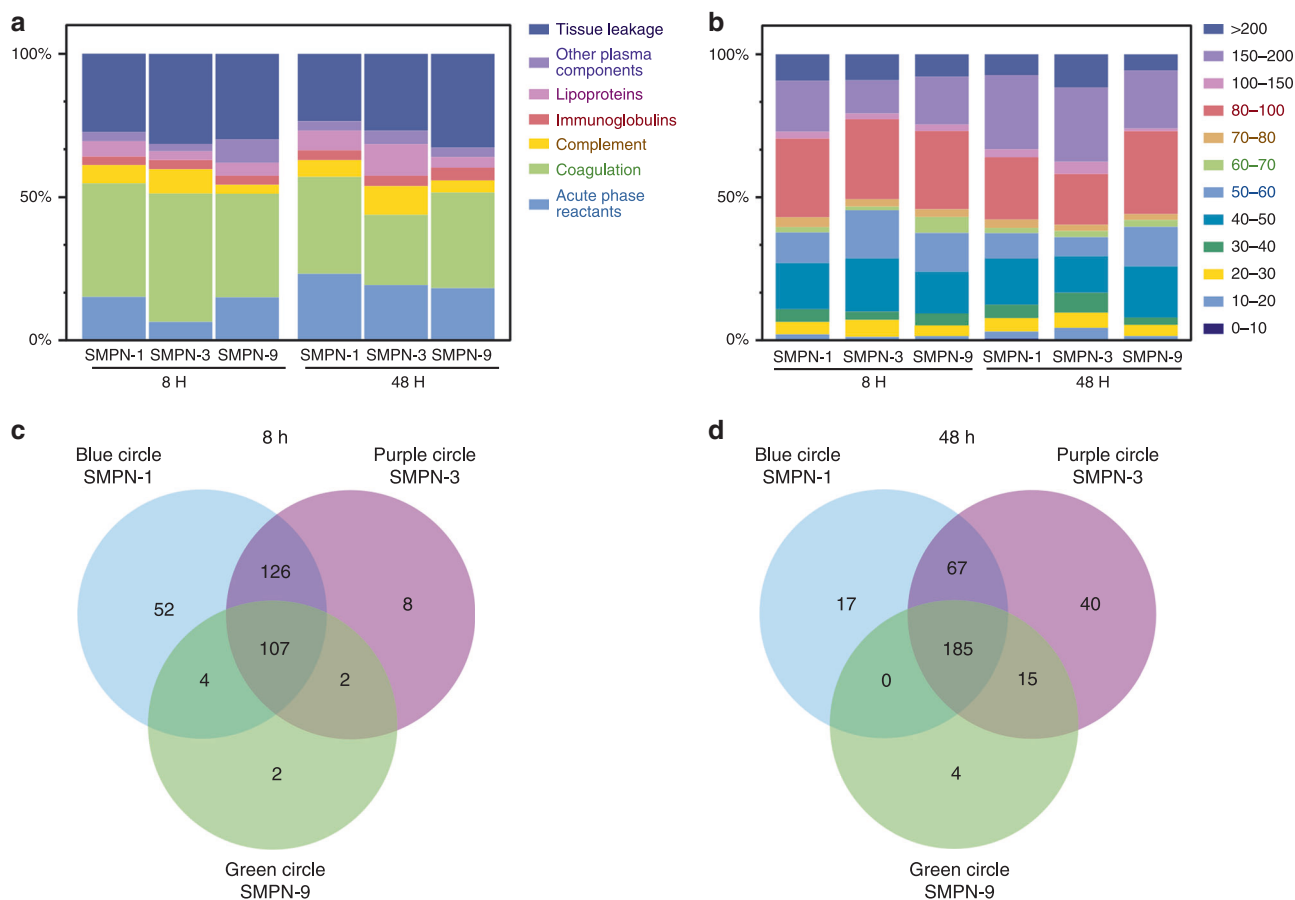 a
100%
50%
0%
SMPN-1 SMPN-3 SMPN-9 SMPN-1 SMPN-3 SMPN-9
8 H 48 H
Tissue leakage
Other plasma
components
Lipoproteins
Immunoglobulins
Complement
Coagulation
Acute phase
reactants
b
100%
50%
0%
SMPN-1 SMPN-3 SMPN-9 SMPN-1 SMPN-3 SMPN-9
8 H 48 H
>200
150–200
100–150
80–100
70–80
60–70
50–60
40–50
30–40
20–30
10–20
0–10
c
8 h
Blue circle
SMPN-1
Purple circle
SMPN-3
126
52
8
107
4
2
2
Green circle
SMPN-9
d
48 h
Blue circle
SMPN-1
Purple circle
SMPN-3
67
17
40
185
0
15
4
Green circle
SMPN-9